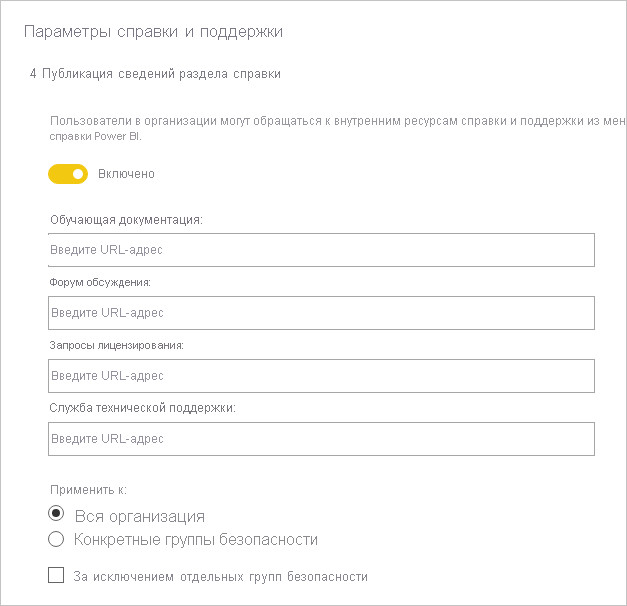 Параметры справки и поддержки
4 Публикация сведений раздела справки
Пользователи в организации могут обращаться к внутренним ресурсам справки и поддержки из мен
справки Power BI.
Включено
Обучающая документация:
Введите URL-адрес
Форум обсуждения:
Введите URL-адрес
Запросы лицензирования:
Введите URL-адрес
Служба технической поддержки:
Введите URL-адрес
Применить к:
Вся организация
Конкретные группы безопасности
За исключением отдельных групп безопасности